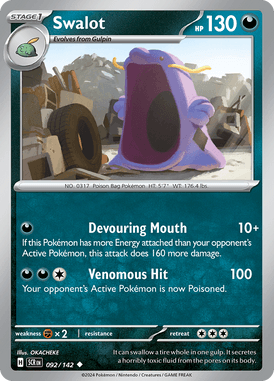 STAGE 1
Swalot
HP 130
Evolves from Gulpin
NO. 0317 Poison Bag Pokémon HT: 5'7" WT: 176.4 lbs.
Devouring Mouth 10+
If this Pokémon has more Energy attached than your opponent's
Active Pokémon, this attack does 160 more damage.
Venomous Hit 100
Your opponent's Active Pokémon is now Poisoned.
weakness ×2 resistance retreat
Illus. OKACHEKE
It can swallow a tire whole in one gulp. It secretes
a horribly toxic fluid from the pores on its body.
H SCR EN 092/142
©2024 Pokémon / Nintendo / Creatures / GAME FREAK